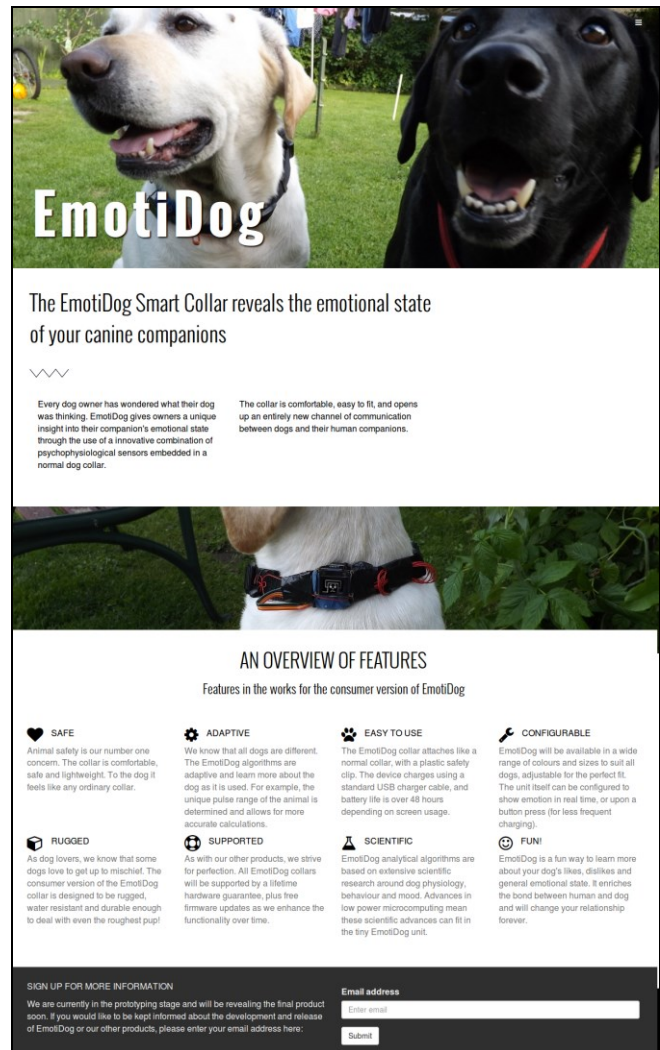 EmotiDog
The EmotiDog Smart Collar reveals the emotional state
of your canine companions
Every dog owner has wondered what their dog
was thinking. EmotiDog gives owners a unique
insight into their companion's emotional state
through the use of a innovative combination of
psychophysiological sensors embedded in a
normal dog collar.
The collar is comfortable, easy to fit, and opens
up an entirely new channel of communication
between dogs and their human companions.
AN OVERVIEW OF FEATURES
Features in the works for the consumer version of EmotiDog
SAFE
Animal safety is our number one
concern. The collar is comfortable,
safe and lightweight. To the dog it
feels like any ordinary collar.
ADAPTIVE
We know that all dogs are different.
The EmotiDog algorithms are
adaptive and learn more about the
dog as it is used. For example, the
unique pulse range of the animal is
determined and allows for more
accurate calculations.
EASY TO USE
The EmotiDog collar attaches like a
normal collar, with a plastic safety
clip. The device charges using a
standard USB charger cable, and
battery life is over 48 hours
depending on screen usage.
CONFIGURABLE
EmotiDog will be available in a wide
range of colours and sizes to suit all
dogs, adjustable for the perfect fit.
The unit itself can be configured to
show emotion in real time, or upon a
button press (for less frequent
charging).
RUGGED
As dog lovers, we know that some
dogs love to get up to mischief. The
consumer version of the EmotiDog
collar is designed to be rugged,
water resistant and durable enough
to deal with even the roughest pup!
SUPPORTED
As with our other products, we strive
for perfection. All EmotiDog collars
will be supported by a lifetime
hardware guarantee, plus free
firmware updates as we enhance the
functionality over time.
SCIENTIFIC
EmotiDog analytical algorithms are
based on extensive scientific
research around dog physiology,
behaviour and mood. Advances in
low power microcomputing mean
these scientific advances can fit in
the tiny EmotiDog unit.
FUN!
EmotiDog is a fun way to learn more
about your dog's likes, dislikes and
general emotional state. It enriches
the bond between human and dog
and will change your relationship
forever.
SIGN UP FOR MORE INFORMATION
We are currently in the prototyping stage and will be revealing the final product
soon. If you would like to be kept informed about the development and release
of EmotiDog or our other products, please enter your email address here:
Email address
Enter email
Submit